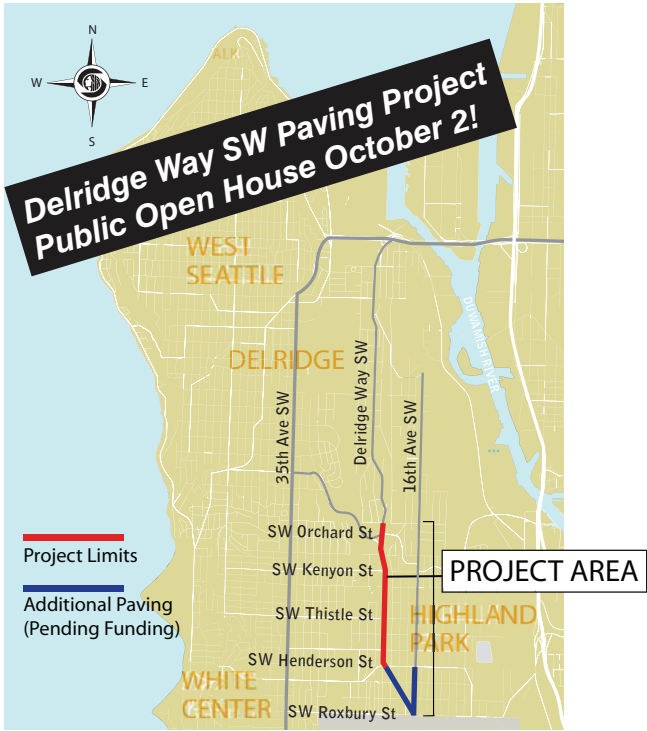 N
W
E
S
ALK
Delridge Way SW Paving Project
Public Open House October 2!
WEST
SEATTLE
DUWAMISH RIVER
DELRIDGE
35th Ave SW
Delridge Way SW
16th Ave SW
SW Orchard St
Project Limits
SW Kenyon St
PROJECT AREA
Additional Paving
(Pending Funding)
SW Thistle St
HIGHLAND
PARK
SW Henderson St
WHITE
CENTER
SW Roxbury St